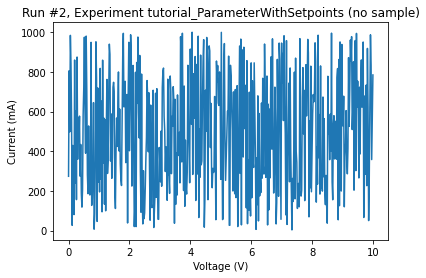 Run #2, Experiment tutorial_ParameterWithSetpoints (no sample)
Current (mA)
1000
800
600
400
200
0
0 2 4 6 8 10
Voltage (V)